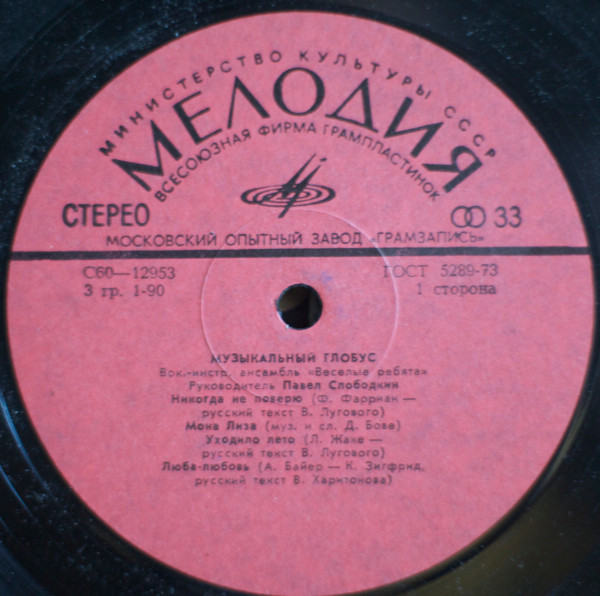 МИНИСТЕРСТВО КУЛЬТУРЫ СССР
МЕЛОДИЯ
ВСЕСОЮЗНАЯ ФИРМА ГРАМПЛАСТИНОК
СТЕРЕО 33
МОСКОВСКИЙ ОПЫТНЫЙ ЗАВОД «ГРАМЗАПИСЬ»
С60—12953 ГОСТ 5289-73
3 гр. 1-90 1 сторона
МУЗЫКАЛЬНЫЙ ГЛОБУС
Вок.-инстр. ансамбль «Веселые ребята»
Руководитель Павел Слободкин
Никогда не поверю (Ф. Фарриан —
русский текст В. Лугового)
Мона Лиза (муз. и сл. Д. Бове)
Уходило лето (Л. Жаке —
русский текст В. Лугового)
Люба-любовь (А. Байер — К. Зигфрид,
русский текст В. Харитонова)